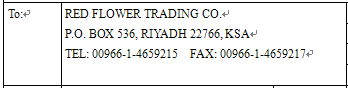 To:
RED FLOWER TRADING CO.
P.O. BOX 536, RIYADH 22766, KSA
TEL: 00966-1-4659215    FAX: 00966-1-4659217